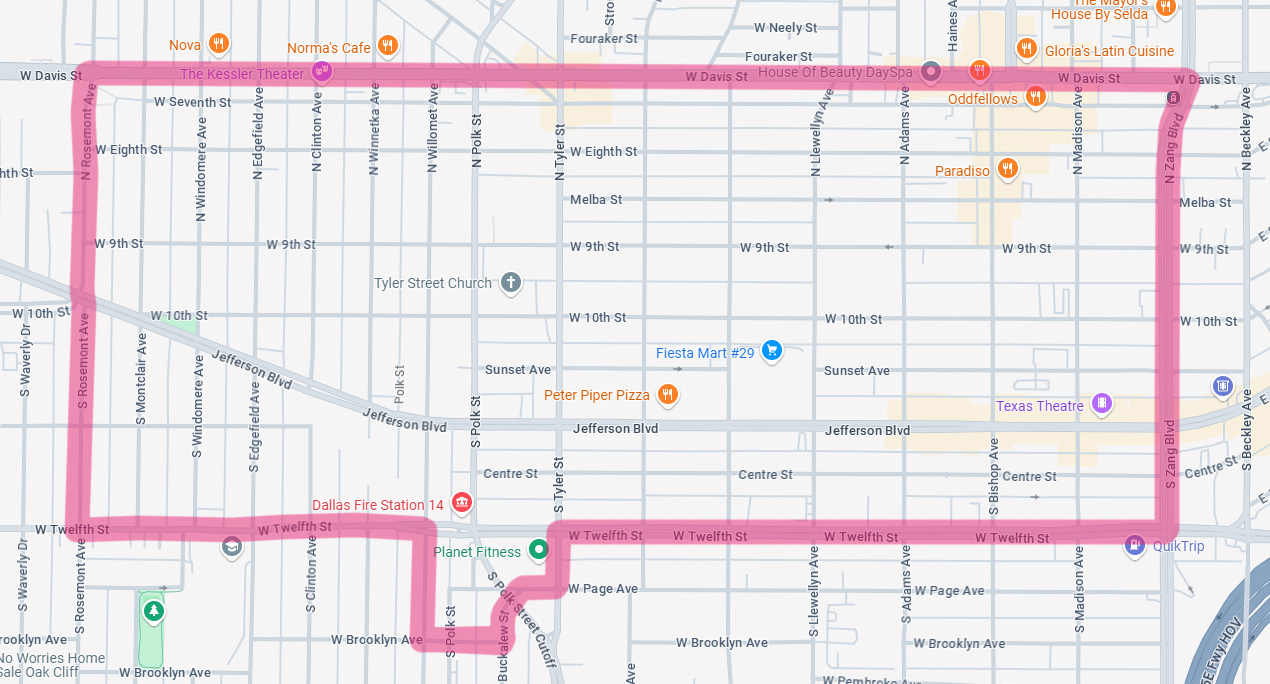 The Mayor's
House By Selda
Stro
Haines A
W Neely St
Fouraker St
Nova
Norma's Cafe
Gloria's Latin Cuisine
Fouraker St
W Davis St
The Kessler Theater
W Davis St
House Of Beauty DaySpa
W Davis St
W Davis St
W Seventh St
Oddfellows
N Rosemont Ave
N Windomere Ave
N Edgefield Ave
N Clinton Ave
N Winnetka Ave
N Willomet Ave
N Polk St
N Tyler St
N Llewellyn Ave
N Adams Ave
N Madison Ave
N Zang Blvd
N Beckley Ave
W Eighth St
W Eighth St
hth St
Paradiso
E S
Melba St
Melba St
W 9th St
W 9th St
W 9th St
W 9th St
W 9th St
W 9th St
E S
Tyler Street Church
W 10th St
W 10th St
W 10th St
W 10th St
W 10th St
S Waverly Dr
S Rosemont Ave
S Montclair Ave
S Windomere Ave
S Edgefield Ave
Polk St
S Polk St
Jefferson Blvd
Fiesta Mart #29
Sunset Ave
Sunset Ave
Peter Piper Pizza
Texas Theatre
Jefferson Blvd
Jefferson Blvd
Jefferson Blvd
S Tyler St
S Bishop Ave
S Zang Blvd
S Beckley Ave
Centre St
Centre St
Centre St
Centre St
Dallas Fire Station 14
W Twelfth St
W Twelfth St
W Twelfth St
W Twelfth St
W Twelfth St
W Twelfth St
Planet Fitness
QuikTrip
S Waverly Dr
S Rosemont Ave
S Clinton Ave
S Polk St
S Polk Street Cutoff
Buckalew St
S Llewellyn Ave
S Adams Ave
S Madison Ave
W Page Ave
W Page Ave
rooklyn Ave
W Brooklyn Ave
W Brooklyn Ave
W Brooklyn Ave
No Worries Home
Sale Oak Cliff
W Brooklyn Ave
Ave
W Pembroke Ave
5E FWY HOV